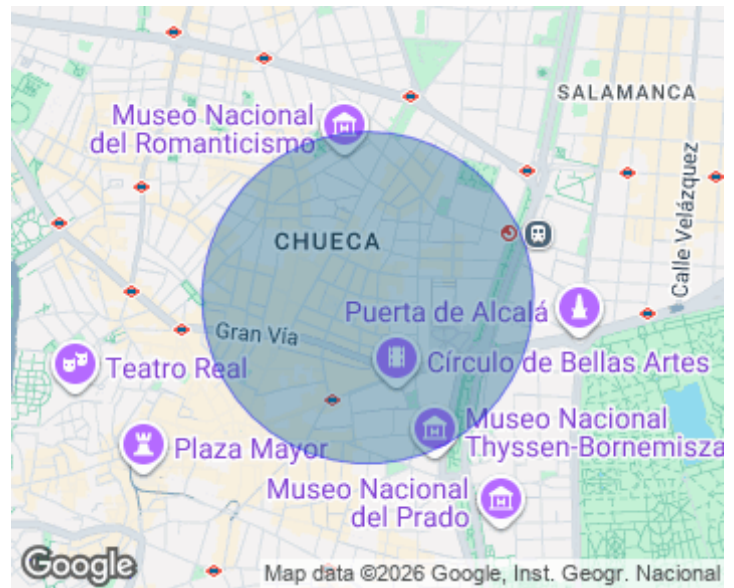 SALAMANCA
Museo Nacional
del Romanticismo
Calle Velázquez
CHUECA
Puerta de Alcalá
Gran Vía
Círculo de Bellas Artes
Teatro Real
Plaza Mayor
Museo Nacional
Thyssen-Bornemisza
Museo Nacional
del Prado
Google
Map data ©2026 Google, Inst. Geogr. Nacional